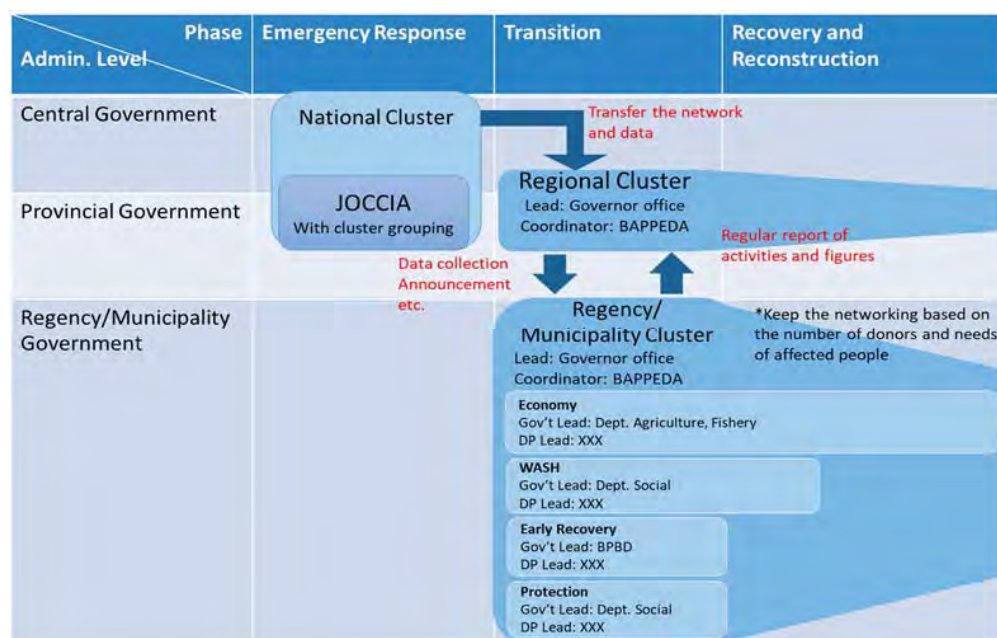 Phase
Admin. Level
Emergency Response
Transition
Recovery and
Reconstruction
Central Government
National Cluster
Transfer the network
and data
Provincial Government
JOCCIA
With cluster grouping
Regional Cluster
Lead: Governor office
Coordinator: BAPPEDA
Data collection
Announcement
etc.
Regular report of
activities and figures
Regency/Municipality
Government
Regency/
Municipality Cluster
Lead: Governor office
Coordinator: BAPPEDA
*Keep the networking based on
the number of donors and needs
of affected people
Economy
Gov't Lead: Dept. Agriculture, Fishery
DP Lead: XXX
WASH
Gov't Lead: Dept. Social
DP Lead: XXX
Early Recovery
Gov't Lead: BPBD
DP Lead: XXX
Protection
Gov't Lead: Dept. Social
DP Lead: XXX